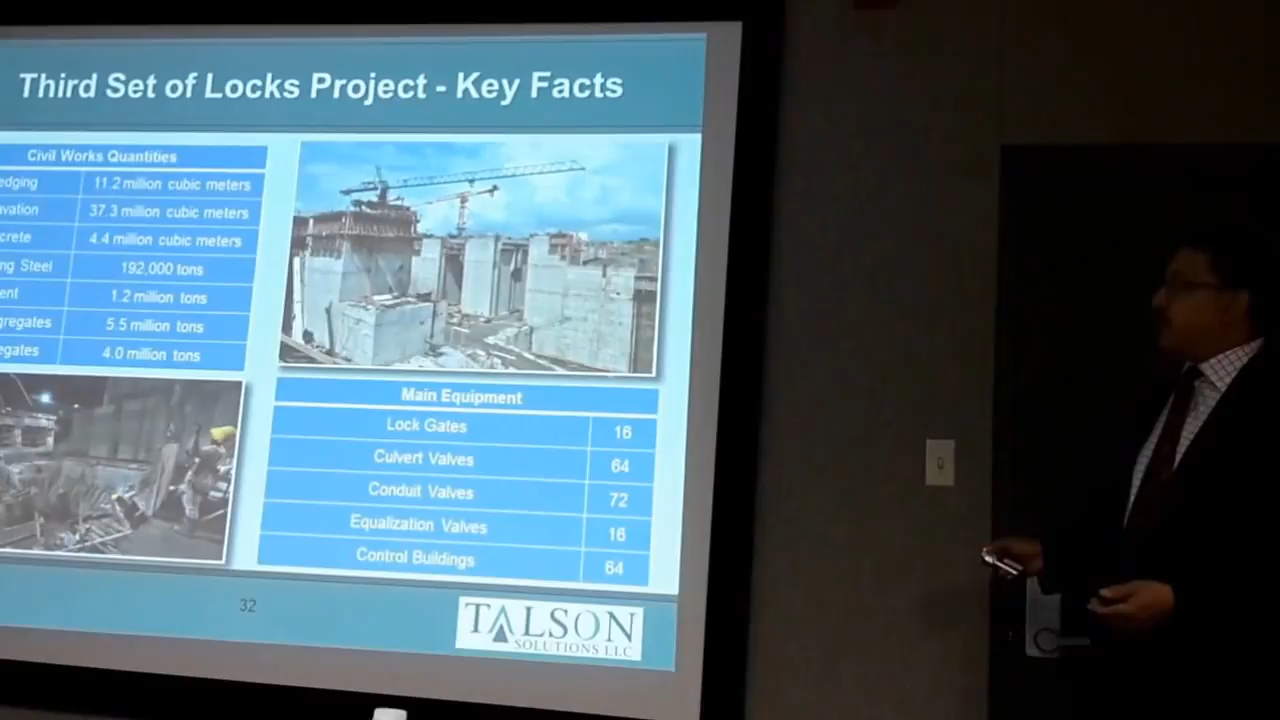 Third Set of Locks Project - Key Facts
Civil Works Quantities
edging 11.2 million cubic meters
avation 37.3 million cubic meters
crete 4.4 million cubic meters
ng Steel 192,000 tons
ent 1.2 million tons
gregates 5.5 million tons
egates 4.0 million tons
Main Equipment
Lock Gates 16
Culvert Valves 64
Conduit Valves 72
Equalization Valves 16
Control Buildings 64
32
TALSON
SOLUTIONS LLC